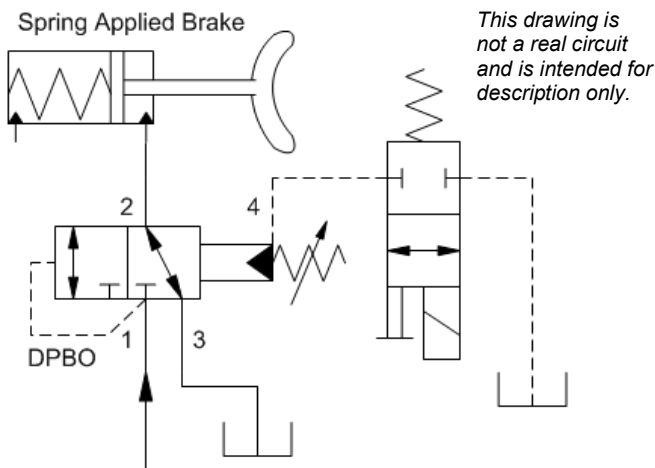 Spring Applied Brake
This drawing is
not a real circuit
and is intended for
description only.
2
4
1
3
DPBO